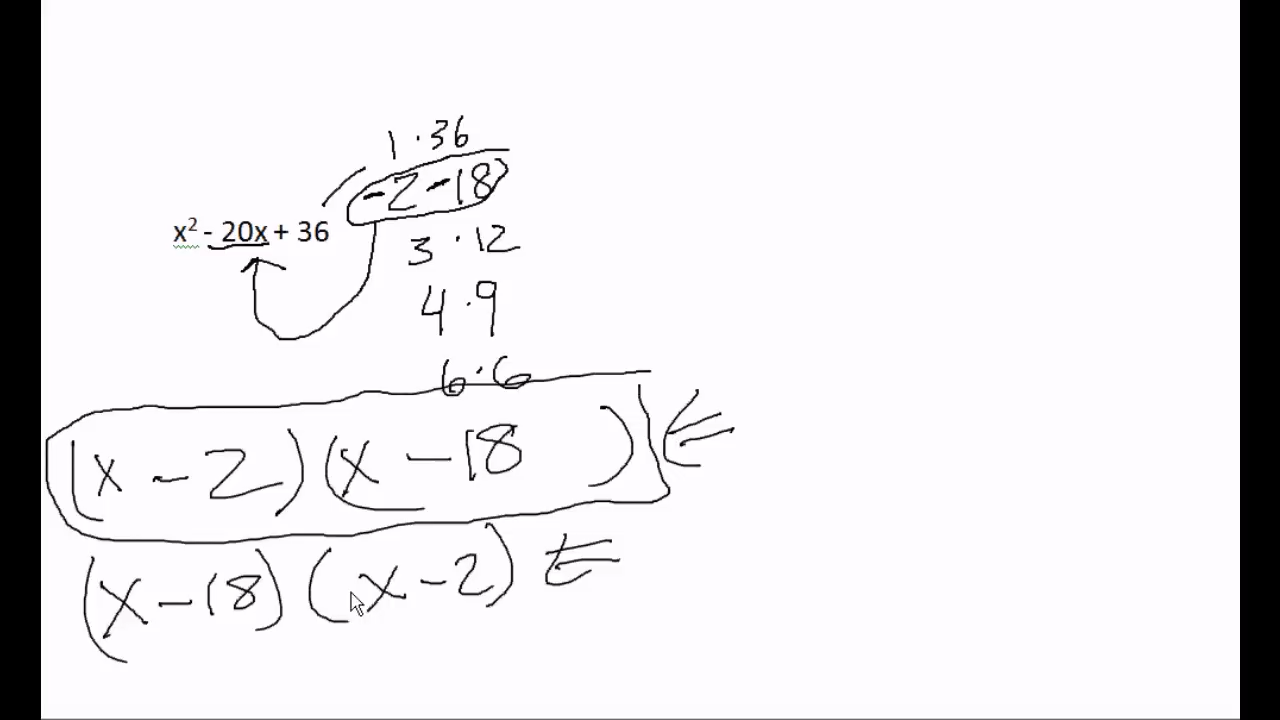 1 · 36
-2 -18
x² - 20x + 36
3 · 12
4 · 9
6 · 6
(x - 2)(x - 18)
(x - 18)(x - 2)